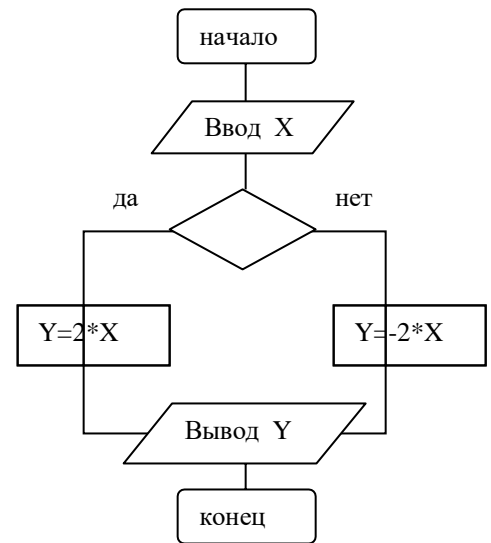 начало
Ввод X
да
нет
Y=2*X
Y=-2*X
Вывод Y
конец